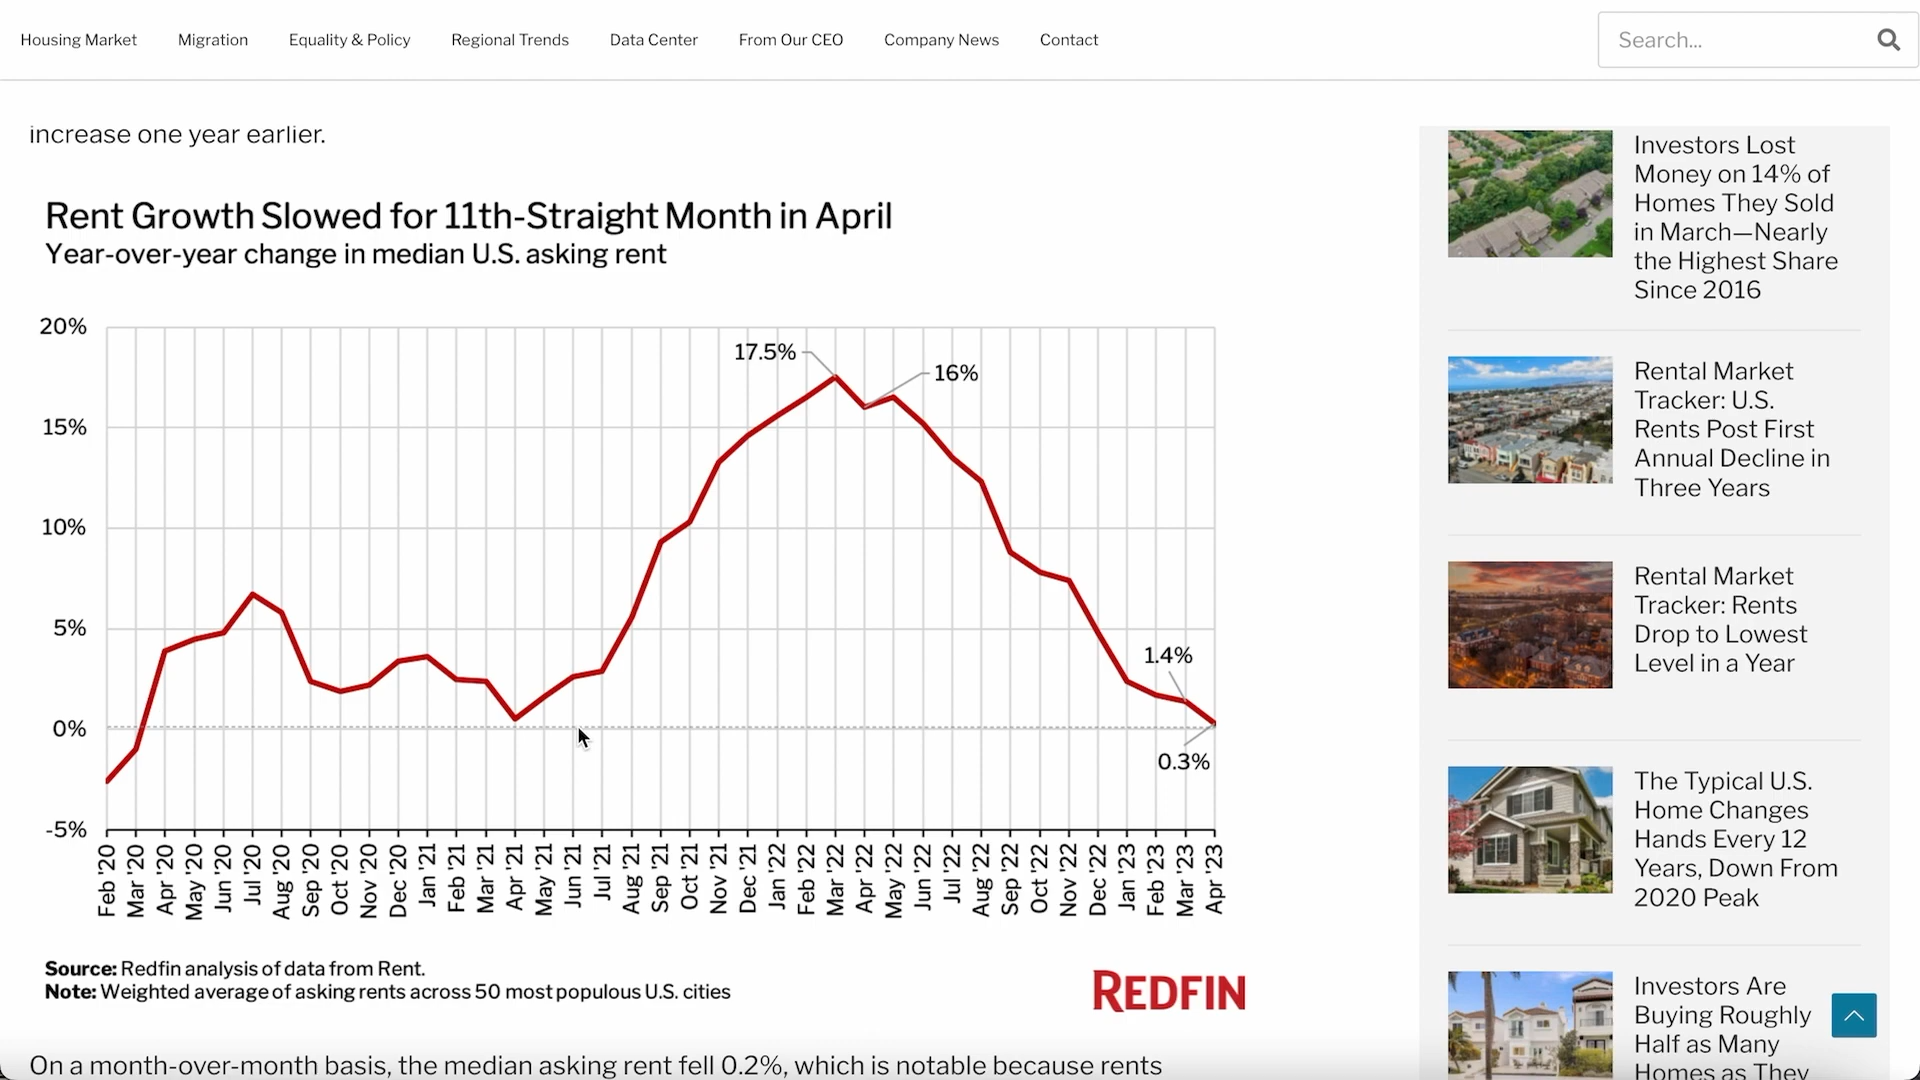 Housing Market Migration Equality & Policy Regional Trends Data Center From Our CEO Company News Contact Search...
increase one year earlier.
Rent Growth Slowed for 11th-Straight Month in April
Year-over-year change in median U.S. asking rent
20%
15%
10%
5%
0%
-5%
17.5%
16%
1.4%
0.3%
Feb '20
Mar '20
Apr '20
May '20
Jun '20
Jul '20
Aug '20
Sep '20
Oct '20
Nov '20
Dec '20
Jan '21
Feb '21
Mar '21
Apr '21
May '21
Jun '21
Jul '21
Aug '21
Sep '21
Oct '21
Nov '21
Dec '21
Jan '22
Feb '22
Mar '22
Apr '22
May '22
Jun '22
Jul '22
Aug '22
Sep '22
Oct '22
Nov '22
Dec '22
Jan '23
Feb '23
Mar '23
Apr '23
Source: Redfin analysis of data from Rent.
Note: Weighted average of asking rents across 50 most populous U.S. cities
REDFIN
On a month-over-month basis, the median asking rent fell 0.2%, which is notable because rents
Investors Lost
Money on 14% of
Homes They Sold
in March—Nearly
the Highest Share
Since 2016
Rental Market
Tracker: U.S.
Rents Post First
Annual Decline in
Three Years
Rental Market
Tracker: Rents
Drop to Lowest
Level in a Year
The Typical U.S.
Home Changes
Hands Every 12
Years, Down From
2020 Peak
Investors Are
Buying Roughly
Half as Many
Homes as They